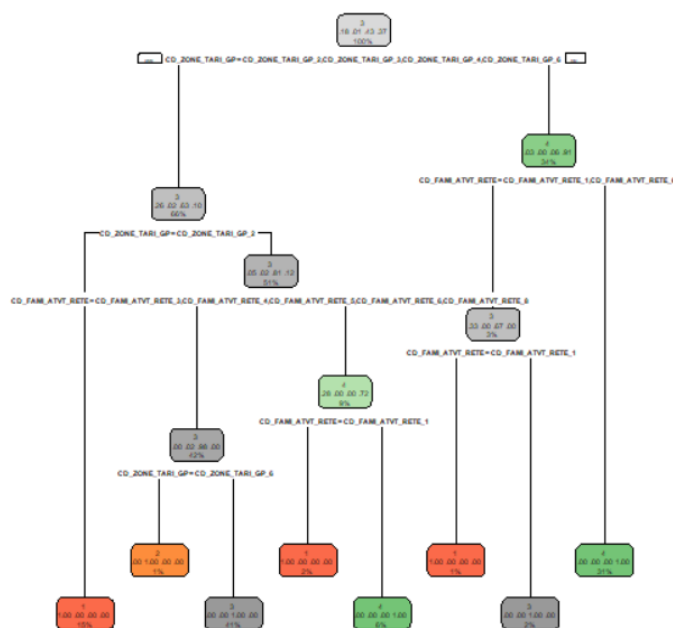 3
.18 .01 .43 .37
100%
CD_ZONE_TARI_GP=CD_ZONE_TARI_GP_2,CD_ZONE_TARI_GP_3,CD_ZONE_TARI_GP_4,CD_ZONE_TARI_GP_6
4
.03 .00 .06 .91
34%
CD_FAMI_ATVT_RETE=CD_FAMI_ATVT_RETE_1,CD_FAMI_ATVT_RETE_
3
.26 .02 .63 .10
66%
CD_ZONE_TARI_GP=CD_ZONE_TARI_GP_2
3
.05 .02 .81 .12
51%
CD_FAMI_ATVT_RETE=CD_FAMI_ATVT_RETE_3,CD_FAMI_ATVT_RETE_4,CD_FAMI_ATVT_RETE_5,CD_FAMI_ATVT_RETE_6,CD_FAMI_ATVT_RETE_8
3
.33 .00 .67 .00
3%
CD_FAMI_ATVT_RETE=CD_FAMI_ATVT_RETE_1
4
.28 .00 .00 .72
9%
CD_FAMI_ATVT_RETE=CD_FAMI_ATVT_RETE_1
3
.00 .02 .98 .00
42%
CD_ZONE_TARI_GP=CD_ZONE_TARI_GP_6
2
.00 1.00 .00 .00
1%
1
1.00 .00 .00 .00
2%
1
1.00 .00 .00 .00
1%
4
.00 .00 .00 1.00
31%
1
1.00 .00 .00 .00
15%
3
.00 .00 1.00 .00
41%
4
.00 .00 .00 1.00
6%
3
.00 .00 1.00 .00
2%